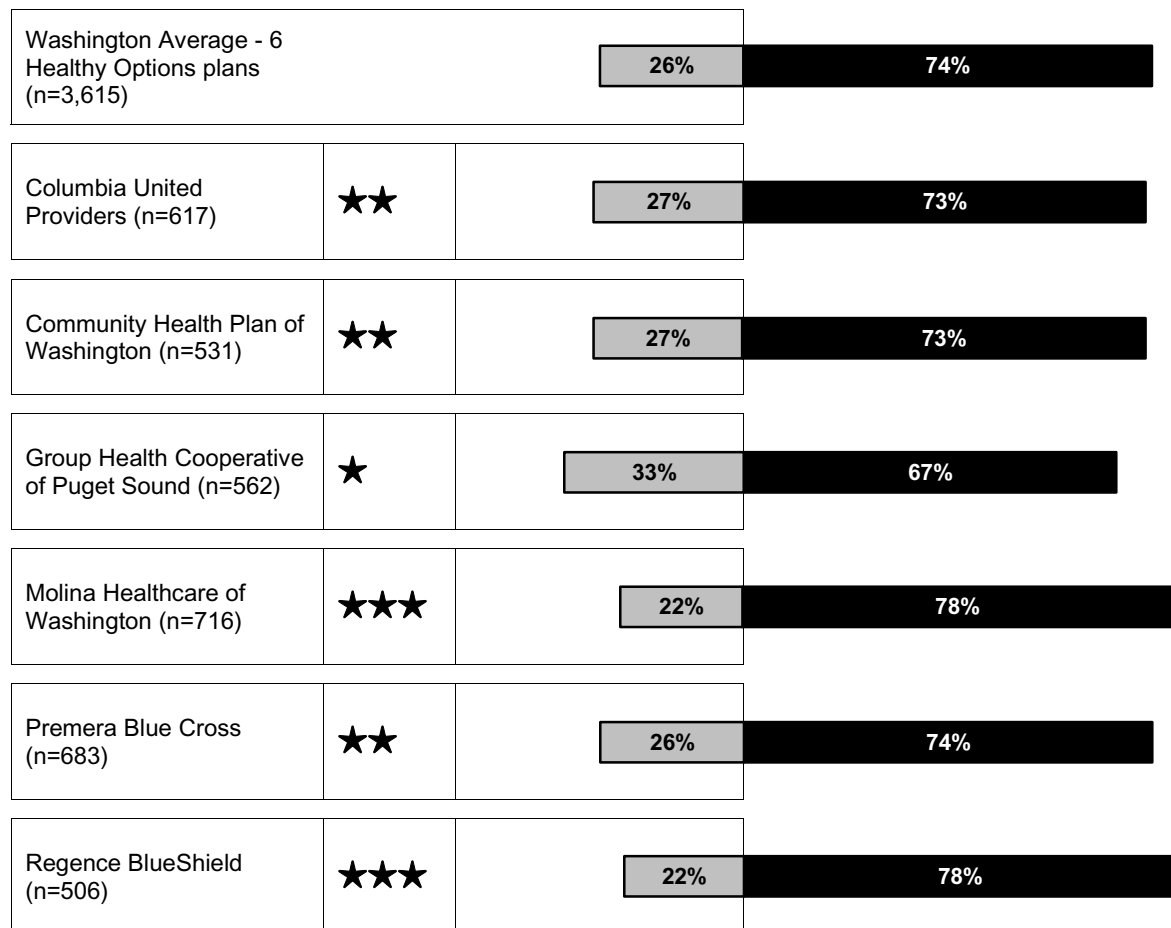 Washington Average - 6
Healthy Options plans
(n=3,615)
26%
74%
Columbia United
Providers (n=617)
★★
27%
73%
Community Health Plan of
Washington (n=531)
★★
27%
73%
Group Health Cooperative
of Puget Sound (n=562)
★
33%
67%
Molina Healthcare of
Washington (n=716)
★★★
22%
78%
Premera Blue Cross
(n=683)
★★
26%
74%
Regence BlueShield
(n=506)
★★★
22%
78%